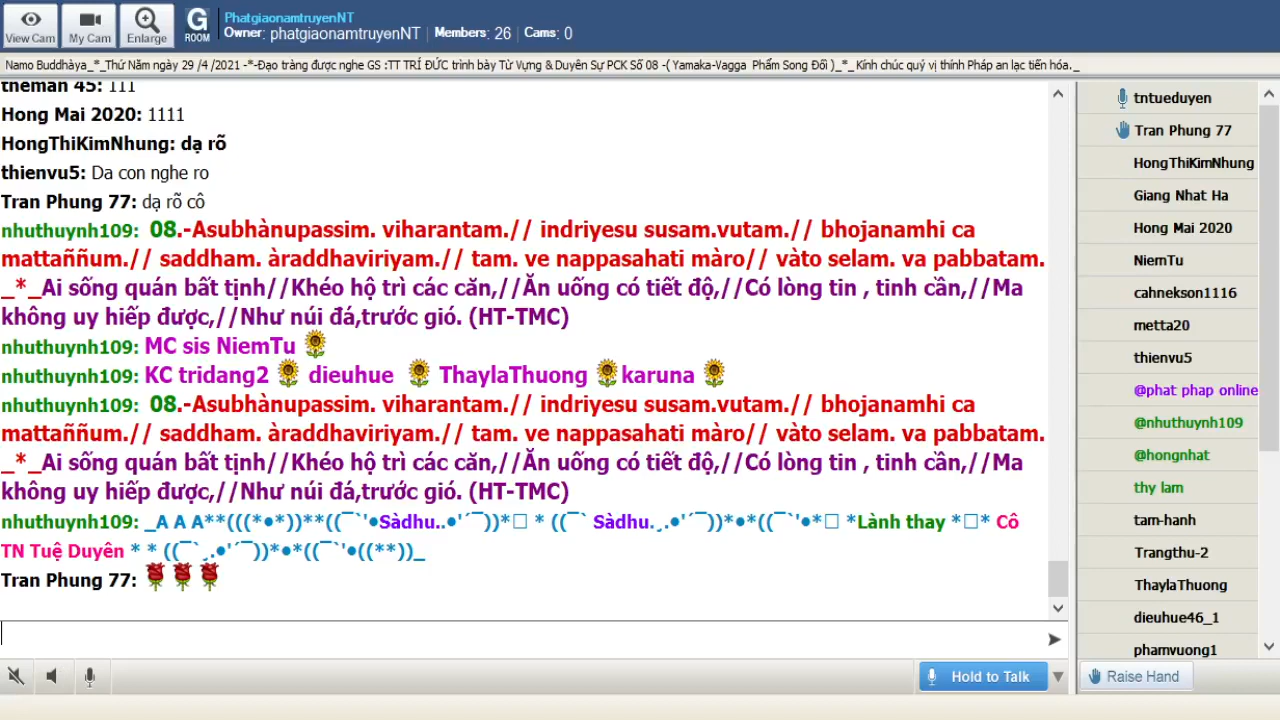 View Cam
My Cam
Enlarge
G
ROOM
PhatgiaonamtruyenNT
Owner: phatgiaonamtruyenNT | Members: 26 | Cams: 0
Namo Buddhàya_*_Thứ Năm ngày 29 /4 /2021 -*-Đạo tràng được nghe GS :TT TRÍ ĐỨC trình bày Từ Vựng & Duyên Sự PCK Số 08 -( Yamaka-Vagga Phẩm Song Đối )_*_ Kính chúc quý vị thính Pháp an lạc tiến hóa._
theman 45: 111
Hong Mai 2020: 1111
HongThiKimNhung: dạ rõ
thienvu5: Da con nghe ro
Tran Phung 77: dạ rõ cô
nhuthuynh109: 08.-Asubhànupassim. viharantam.// indriyesu susam.vutam.// bhojanamhi ca
mattaññum.// saddham. àraddhaviriyam.// tam. ve nappasahati màro// vàto selam. va pabbatam.
_*_Ai sống quán bất tịnh//Khéo hộ trì các căn,//Ăn uống có tiết độ,//Có lòng tin , tinh cần,//Ma
không uy hiếp được,//Như núi đá,trước gió. (HT-TMC)
nhuthuynh109: MC sis NiemTu 🌻
nhuthuynh109: KC tridang2 🌻 dieuhue 🌻 ThaylaThuong 🌻karuna 🌻
nhuthuynh109: 08.-Asubhànupassim. viharantam.// indriyesu susam.vutam.// bhojanamhi ca
mattaññum.// saddham. àraddhaviriyam.// tam. ve nappasahati màro// vàto selam. va pabbatam.
_*_Ai sống quán bất tịnh//Khéo hộ trì các căn,//Ăn uống có tiết độ,//Có lòng tin , tinh cần,//Ma
không uy hiếp được,//Như núi đá,trước gió. (HT-TMC)
nhuthuynh109: _A A A**(((*•*))**((¯`'•Sàdhu..•'´¯))*□ * ((¯` Sàdhu.¸.•'´¯))*•*((¯`'•*□ *Lành thay *□* Cô
TN Tuệ Duyên * * ((¯`¸.•'´¯))*•*((¯`'•((**))_
Tran Phung 77: 🌹🌹🌹
Hold to Talk
tntueduyen
Tran Phung 77
HongThiKimNhung
Giang Nhat Ha
Hong Mai 2020
NiemTu
cahnekson1116
metta20
thienvu5
@phat phap online
@nhuthuynh109
@hongnhat
thy lam
tam-hanh
Trangthu-2
ThaylaThuong
dieuhue46_1
phamvuong1
Raise Hand